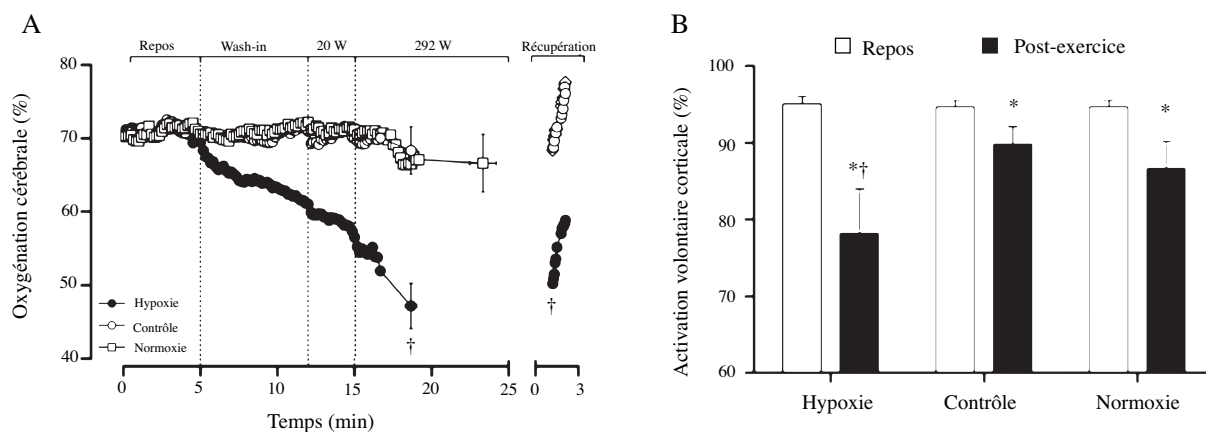 A
Repos Wash-in 20 W 292 W Récupération
Oxygénation cérébrale (%)
80
70
60
50
40
Hypoxie
Contrôle
Normoxie
†
†
0 5 10 15 20 25 0 3
Temps (min)
B
Repos Post-exercice
Activation volontaire corticale (%)
100
90
80
70
60
*†
*
*
Hypoxie Contrôle Normoxie